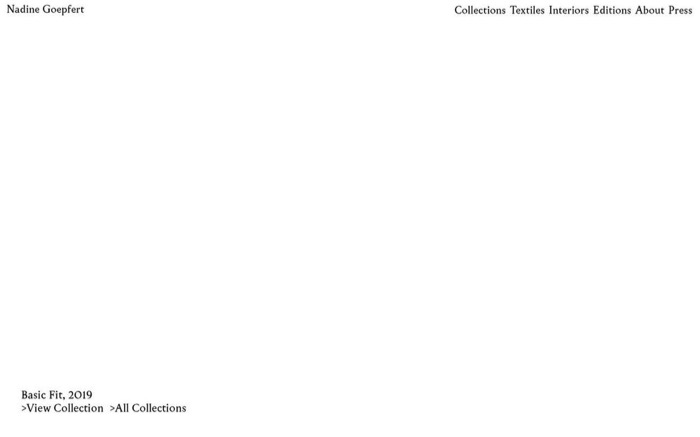 Nadine Goepfert
Collections Textiles Interiors Editions About Press
Basic Fit, 2019
>View Collection >All Collections